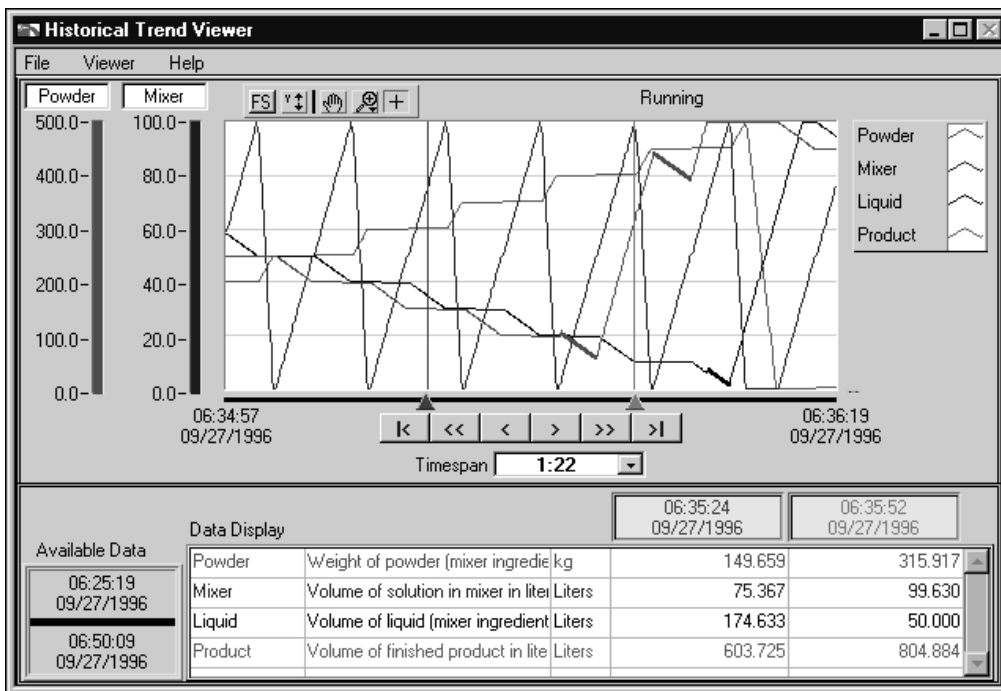 Historical Trend Viewer
File Viewer Help
Powder Mixer FS Y Running
500.0 100.0
400.0 80.0
300.0 60.0
200.0 40.0
100.0 20.0
0.0 0.0
Powder
Mixer
Liquid
Product
--
06:34:57 06:36:19
09/27/1996 09/27/1996
|< << < > >> >|
Timespan 1:22
06:35:24 06:35:52
09/27/1996 09/27/1996
Data Display
Available Data
06:25:19
09/27/1996
06:50:09
09/27/1996
Powder Weight of powder (mixer ingredie kg 149.659 315.917
Mixer Volume of solution in mixer in liter Liters 75.367 99.630
Liquid Volume of liquid (mixer ingredient Liters 174.633 50.000
Product Volume of finished product in lite Liters 603.725 804.884